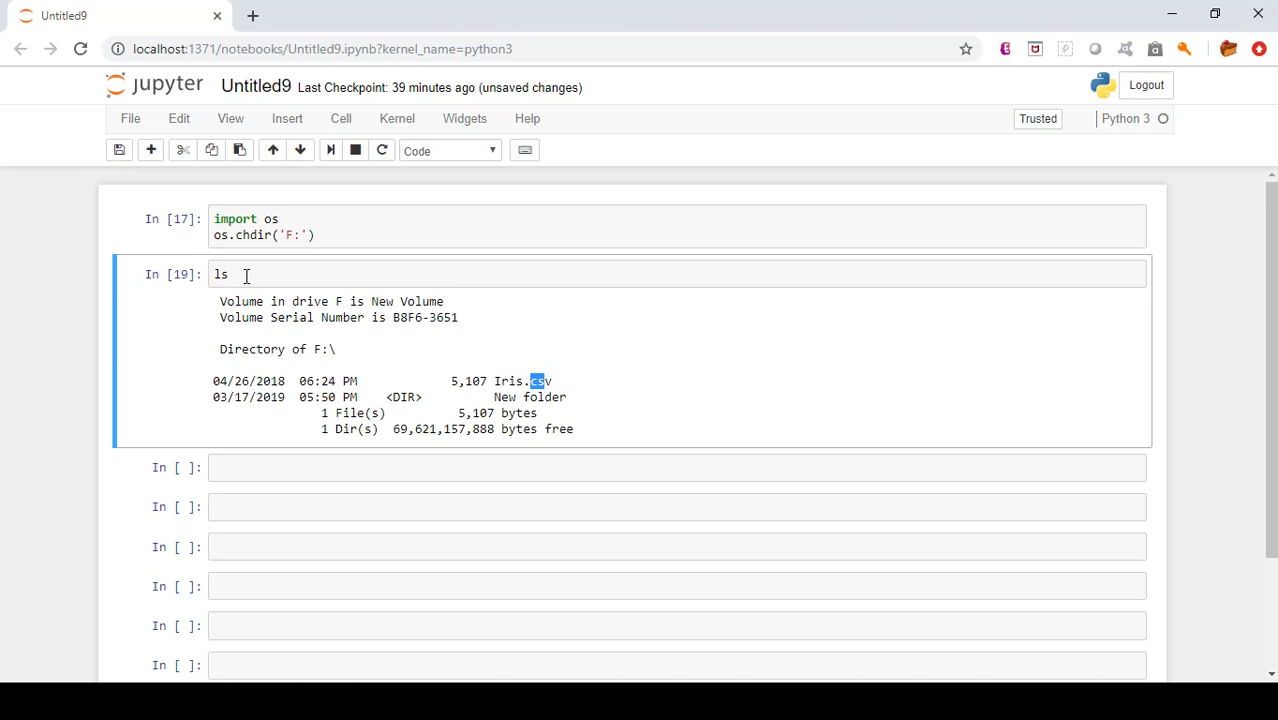 Untitled9
localhost:1371/notebooks/Untitled9.ipynb?kernel_name=python3
jupyter Untitled9 Last Checkpoint: 39 minutes ago (unsaved changes) Logout
File Edit View Insert Cell Kernel Widgets Help Trusted Python 3
Code
In [17]: import os
os.chdir('F:')
In [19]: ls
Volume in drive F is New Volume
Volume Serial Number is B8F6-3651
Directory of F:\
04/26/2018 06:24 PM 5,107 Iris.csv
03/17/2019 05:50 PM <DIR> New folder
1 File(s) 5,107 bytes
1 Dir(s) 69,621,157,888 bytes free
In [ ]:
In [ ]:
In [ ]:
In [ ]:
In [ ]:
In [ ]: